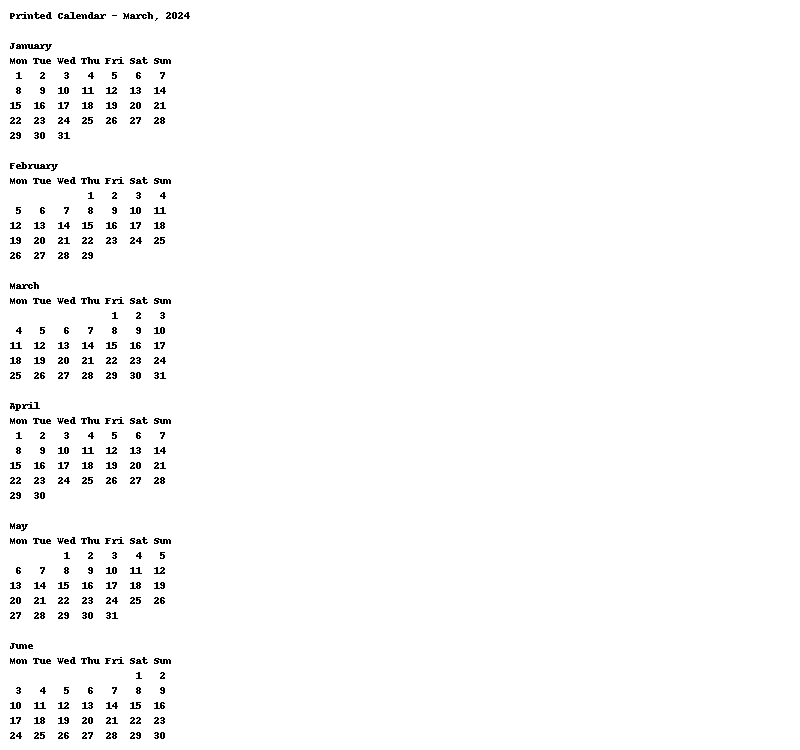 Printed Calendar - March, 2024

January
Mon Tue Wed Thu Fri Sat Sun
 1   2   3   4   5   6   7
 8   9  10  11  12  13  14
15  16  17  18  19  20  21
22  23  24  25  26  27  28
29  30  31

February
Mon Tue Wed Thu Fri Sat Sun
             1   2   3   4
 5   6   7   8   9  10  11
12  13  14  15  16  17  18
19  20  21  22  23  24  25
26  27  28  29

March
Mon Tue Wed Thu Fri Sat Sun
                 1   2   3
 4   5   6   7   8   9  10
11  12  13  14  15  16  17
18  19  20  21  22  23  24
25  26  27  28  29  30  31

April
Mon Tue Wed Thu Fri Sat Sun
 1   2   3   4   5   6   7
 8   9  10  11  12  13  14
15  16  17  18  19  20  21
22  23  24  25  26  27  28
29  30

May
Mon Tue Wed Thu Fri Sat Sun
         1   2   3   4   5
 6   7   8   9  10  11  12
13  14  15  16  17  18  19
20  21  22  23  24  25  26
27  28  29  30  31

June
Mon Tue Wed Thu Fri Sat Sun
                     1   2
 3   4   5   6   7   8   9
10  11  12  13  14  15  16
17  18  19  20  21  22  23
24  25  26  27  28  29  30